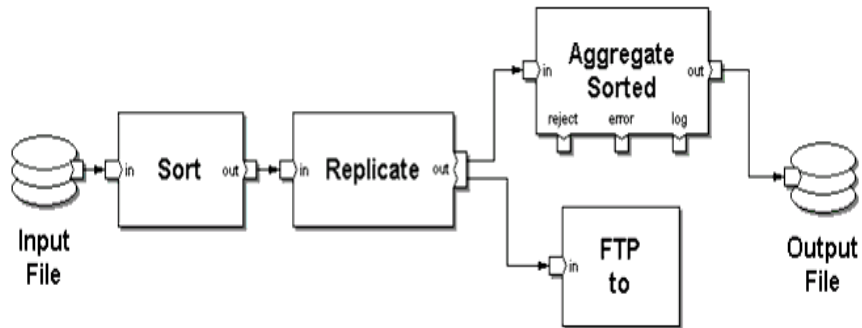 Input
File
in
Sort
out
in
Replicate
out
in
Aggregate
Sorted
out
reject error log
in
FTP
to
Output
File